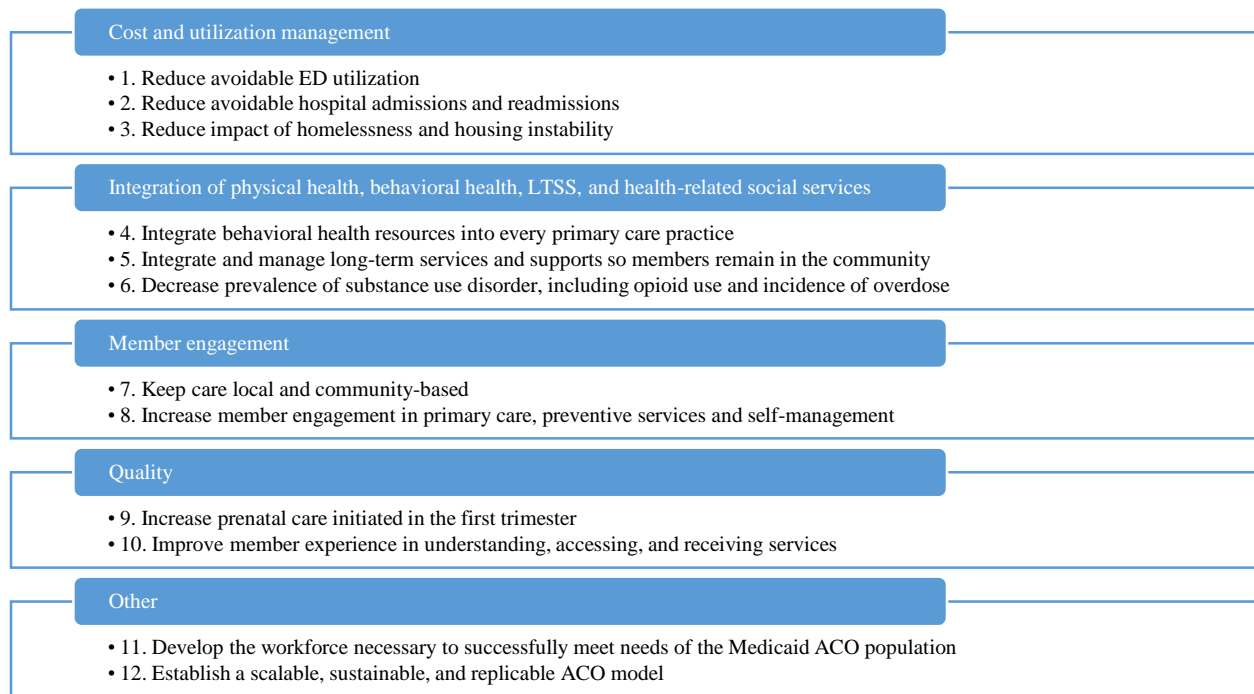 Cost and utilization management
• 1. Reduce avoidable ED utilization
• 2. Reduce avoidable hospital admissions and readmissions
• 3. Reduce impact of homelessness and housing instability
Integration of physical health, behavioral health, LTSS, and health-related social services
• 4. Integrate behavioral health resources into every primary care practice
• 5. Integrate and manage long-term services and supports so members remain in the community
• 6. Decrease prevalence of substance use disorder, including opioid use and incidence of overdose
Member engagement
• 7. Keep care local and community-based
• 8. Increase member engagement in primary care, preventive services and self-management
Quality
• 9. Increase prenatal care initiated in the first trimester
• 10. Improve member experience in understanding, accessing, and receiving services
Other
• 11. Develop the workforce necessary to successfully meet needs of the Medicaid ACO population
• 12. Establish a scalable, sustainable, and replicable ACO model